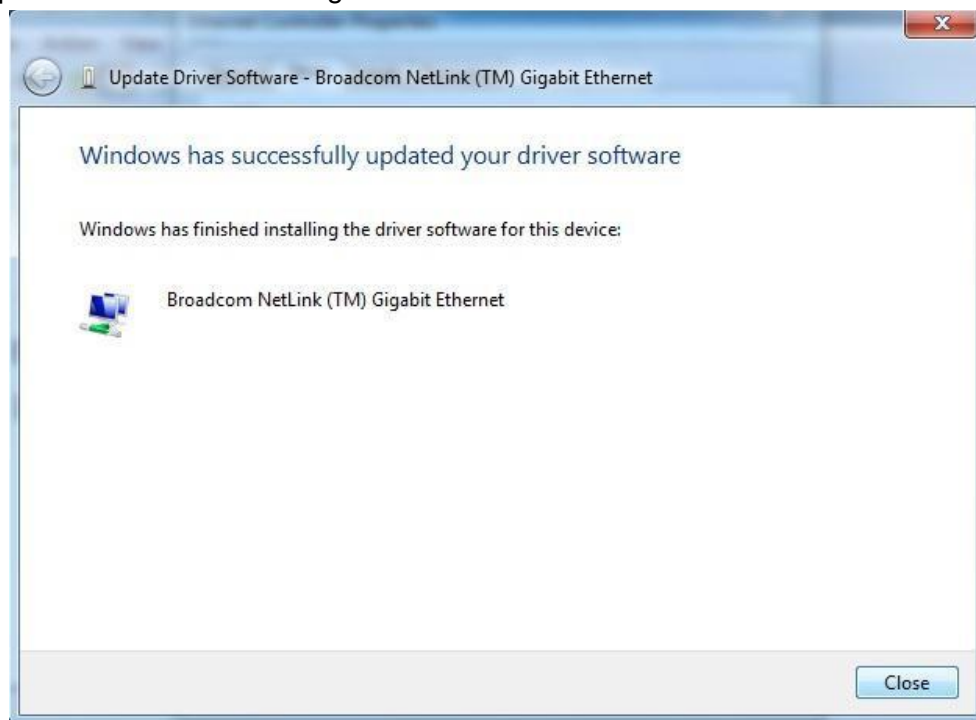 Update Driver Software - Broadcom NetLink (TM) Gigabit Ethernet
Windows has successfully updated your driver software
Windows has finished installing the driver software for this device:
Broadcom NetLink (TM) Gigabit Ethernet
Close